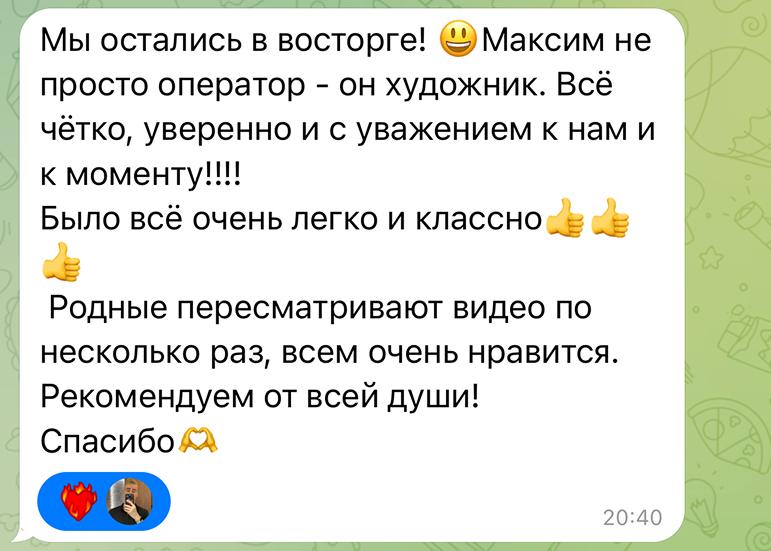 Мы остались в восторге! 😃Максим не
просто оператор - он художник. Всё
чётко, уверенно и с уважением к нам и
к моменту!!!!
Было всё очень легко и классно👍👍
👍
Родные пересматривают видео по
несколько раз, всем очень нравится.
Рекомендуем от всей души!
Спасибо🫶
20:40